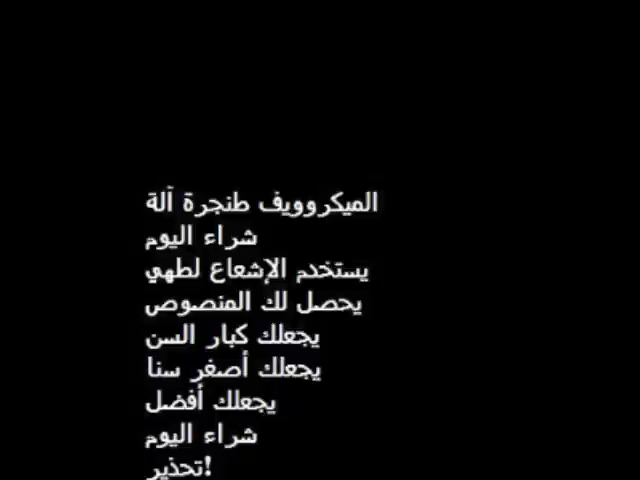 الميكروويف طنجرة آلة
شراء اليوم
يستخدم الإشعاع لطهي
يحصل لك المنصوص
يجعلك كبار السن
يجعلك أصغر سنا
يجعلك أفضل
شراء اليوم
تحذير!